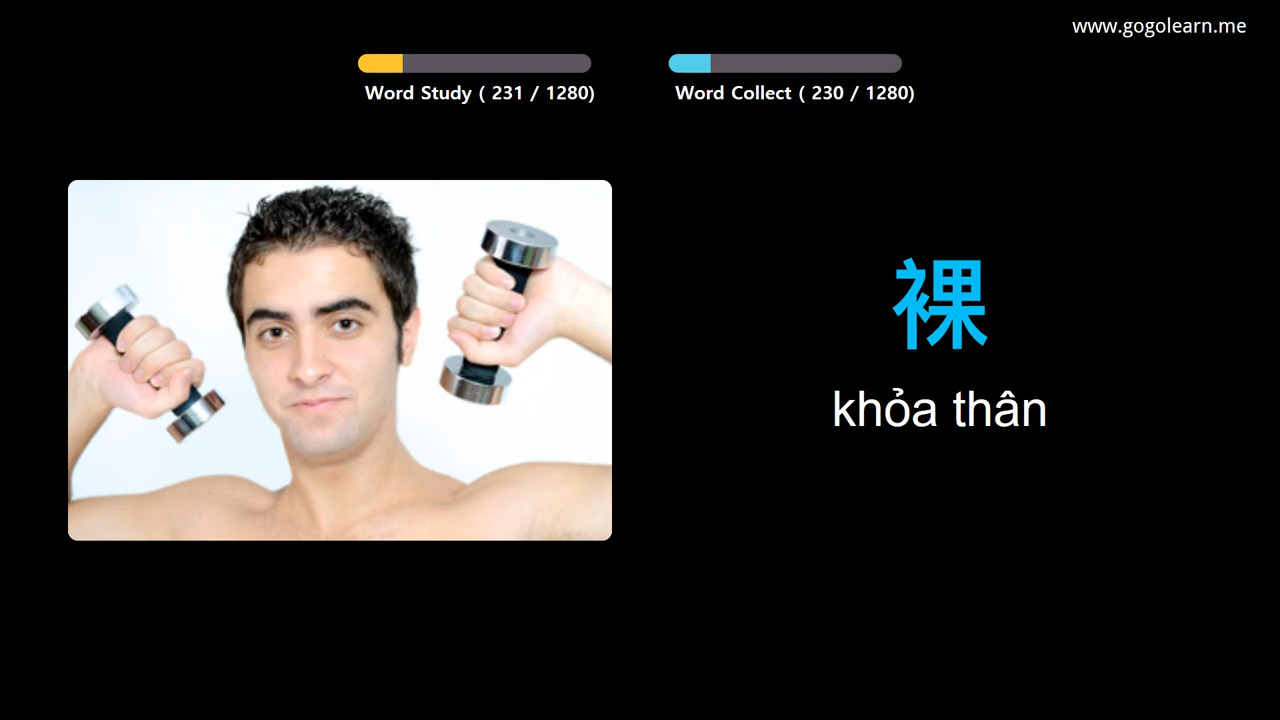 www.gogolearn.me
Word Study ( 231 / 1280)
Word Collect ( 230 / 1280)
裸
khỏa thân